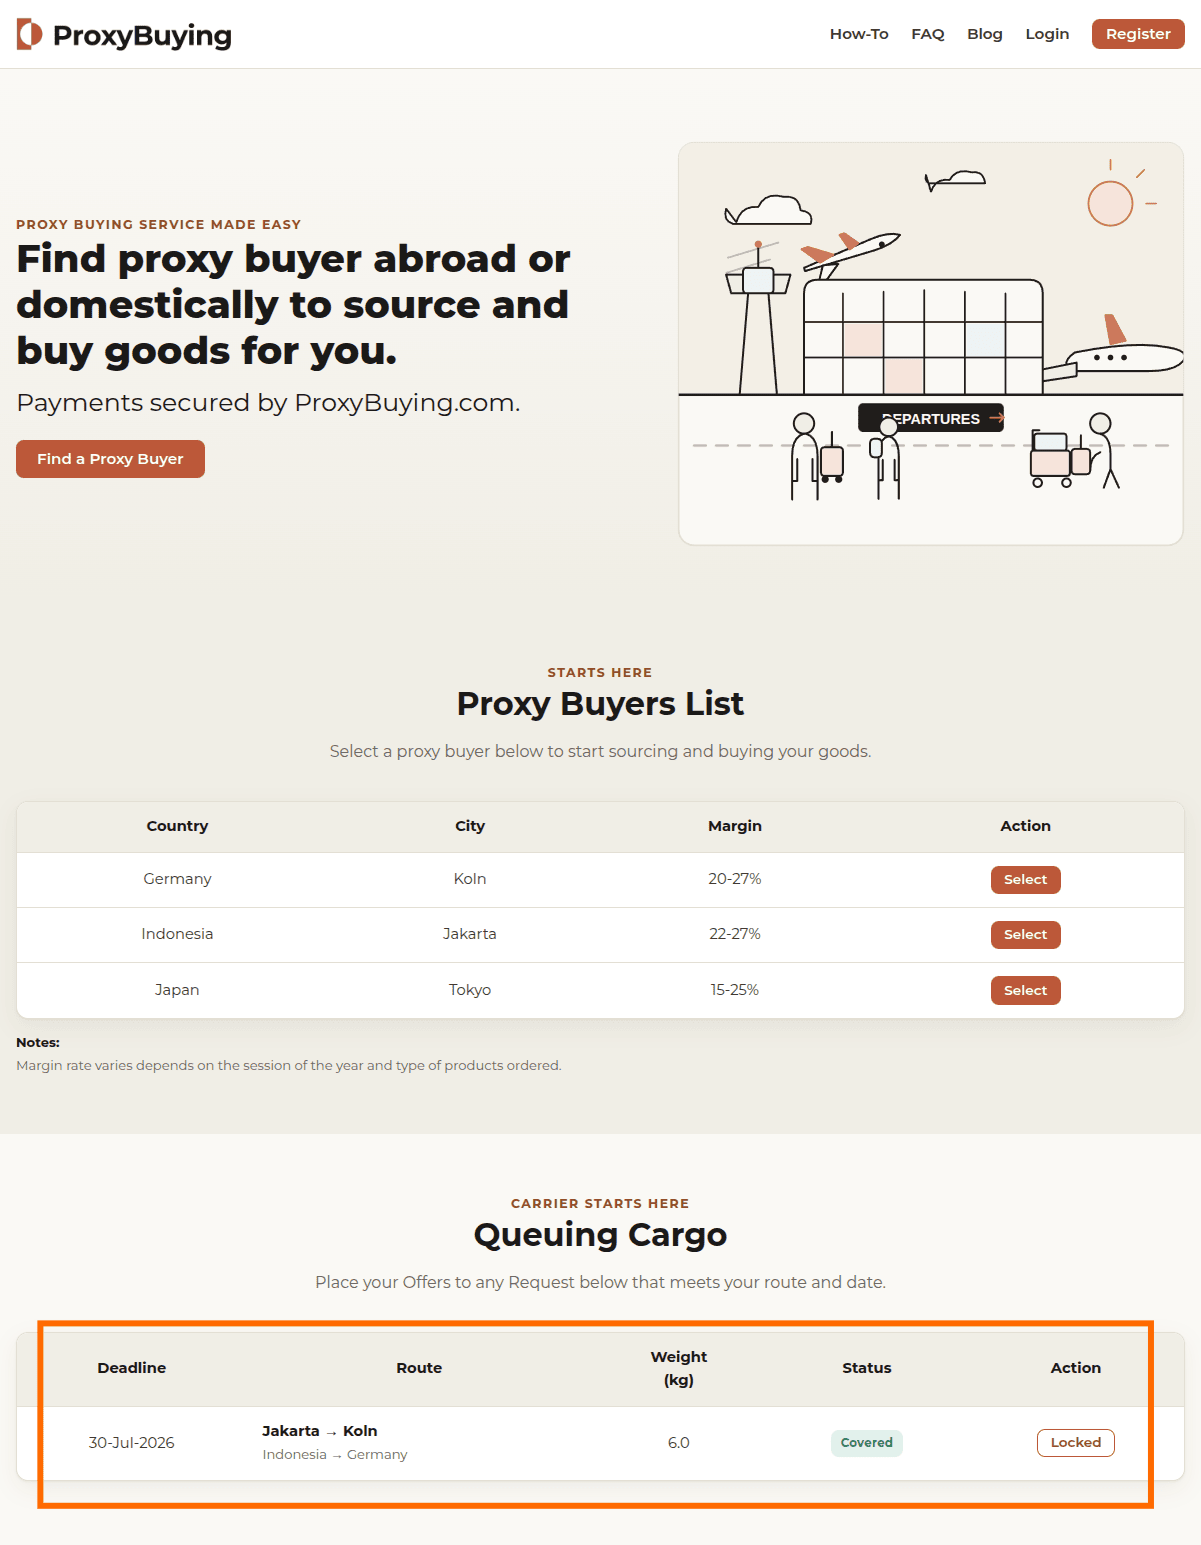 ProxyBuying
How-To FAQ Blog Login Register
PROXY BUYING SERVICE MADE EASY
Find proxy buyer abroad or
domestically to source and
buy goods for you.
Payments secured by ProxyBuying.com.
Find a Proxy Buyer
DEPARTURES →
STARTS HERE
Proxy Buyers List
Select a proxy buyer below to start sourcing and buying your goods.
Country City Margin Action
Germany Koln 20-27% Select
Indonesia Jakarta 22-27% Select
Japan Tokyo 15-25% Select
Notes:
Margin rate varies depends on the session of the year and type of products ordered.
CARRIER STARTS HERE
Queuing Cargo
Place your Offers to any Request below that meets your route and date.
Deadline Route Weight (kg) Status Action
30-Jul-2026 Jakarta → Koln 6.0 Covered Locked
Indonesia → Germany